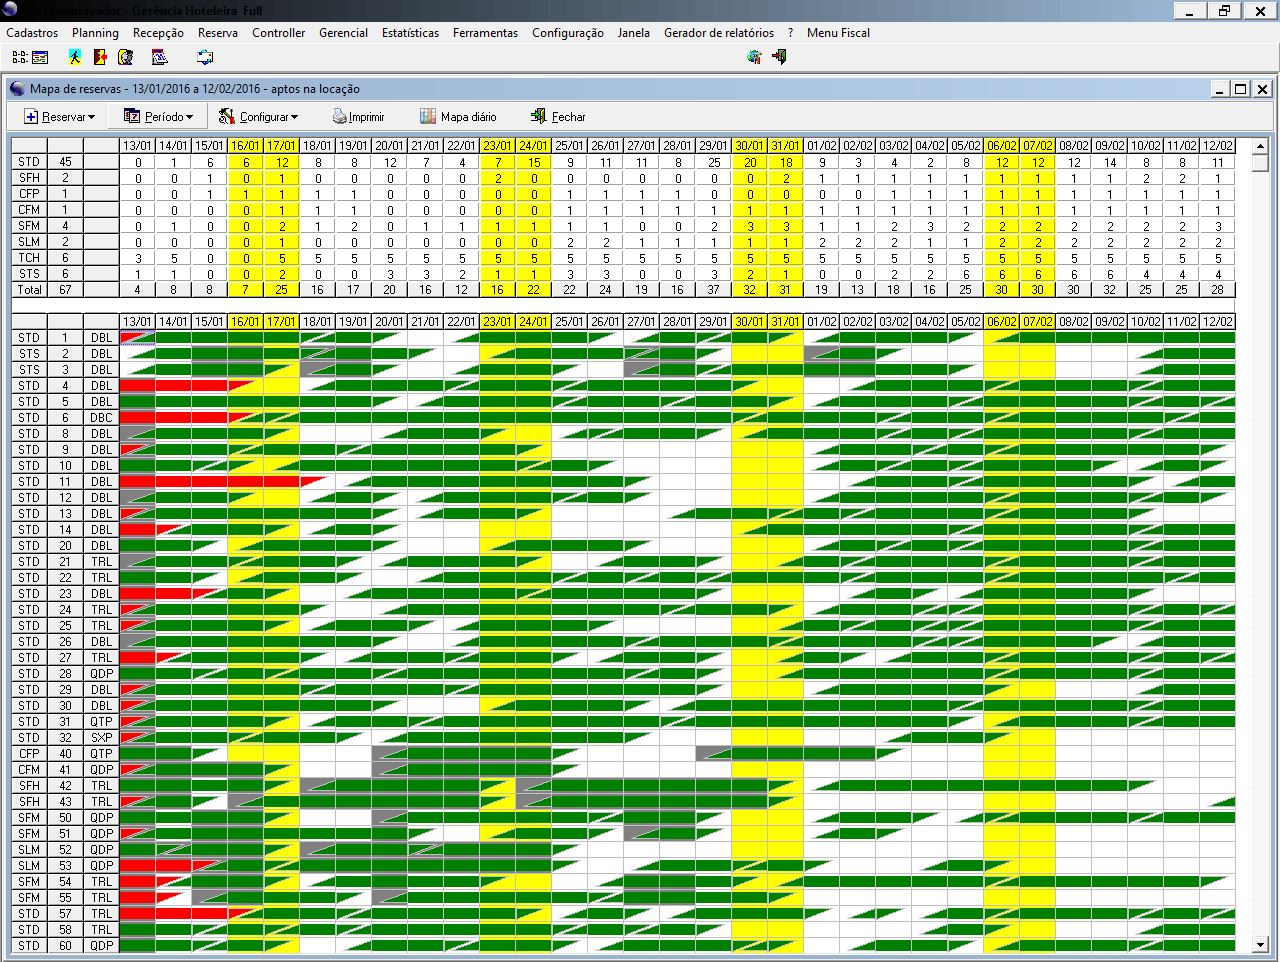 Desbravador - Gerência Hoteleira Full
Cadastros Planning Recepção Reserva Controller Gerencial Estatísticas Ferramentas Configuração Janela Gerador de relatórios ? Menu Fiscal
Mapa de reservas - 13/01/2016 a 12/02/2016 - aptos na locação
Reservar Período Configurar Imprimir Mapa diário Fechar
13/01 14/01 15/01 16/01 17/01 18/01 19/01 20/01 21/01 22/01 23/01 24/01 25/01 26/01 27/01 28/01 29/01 30/01 31/01 01/02 02/02 03/02 04/02 05/02 06/02 07/02 08/02 09/02 10/02 11/02 12/02
STD 45 0 1 6 6 12 8 8 12 7 4 7 15 9 11 11 8 25 20 18 9 3 4 2 8 12 12 12 14 8 8 11
SFH 2 0 0 1 0 1 0 0 0 0 0 2 0 0 0 0 0 0 0 2 1 1 1 1 1 1 1 1 1 2 2 1
CFP 1 0 0 1 1 1 1 1 0 0 0 0 0 1 1 1 1 0 0 0 0 0 1 1 1 1 1 1 1 1 1 1
CFM 1 0 0 0 0 1 1 1 0 0 0 0 0 1 1 1 1 1 1 1 1 1 1 1 1 1 1 1 1 1 1 1
SFM 4 0 1 0 0 2 1 2 0 1 1 1 1 1 0 0 0 2 3 3 1 1 2 3 2 2 2 2 2 2 2 3
SLM 2 0 0 0 0 1 0 0 0 0 0 0 0 2 2 1 1 1 1 1 2 2 2 1 1 2 2 2 2 2 2 2
TCH 6 3 5 0 0 5 5 5 5 5 5 5 5 5 5 5 5 5 5 5 5 5 5 5 5 5 5 5 5 5 5 5
STS 6 1 1 0 0 2 0 0 3 3 2 1 1 3 3 0 0 3 2 1 0 0 2 2 6 6 6 6 6 4 4 4
Total 67 4 8 8 7 25 16 16 20 16 12 16 22 24 23 19 16 37 32 31 19 14 19 16 25 30 30 30 32 25 25 28
13/01 14/01 15/01 16/01 17/01 18/01 19/01 20/01 21/01 22/01 23/01 24/01 25/01 26/01 27/01 28/01 29/01 30/01 31/01 01/02 02/02 03/02 04/02 05/02 06/02 07/02 08/02 09/02 10/02 11/02 12/02
STD 1 DBL
STS 2 DBL
STS 3 DBL
STD 4 DBL
STD 5 DBL
STD 6 DBC
STD 8 DBL
STD 9 DBL
STD 10 DBL
STD 11 DBL
STD 12 DBL
STD 13 DBL
STD 14 DBL
STD 20 DBL
STD 21 TRL
STD 22 TRL
STD 23 DBL
STD 24 TRL
STD 25 TRL
STD 26 DBL
STD 27 TRL
STD 28 QDP
STD 29 DBL
STD 30 DBL
STD 31 QTP
STD 32 SXP
CFP 40 QTP
CFM 41 QDP
SFH 42 TRL
SFH 43 TRL
SFM 50 QDP
SFM 51 QDP
SLM 52 QDP
SLM 53 QDP
SFM 54 TRL
SFM 55 TRL
STD 57 TRL
STD 58 TRL
STD 60 QDP